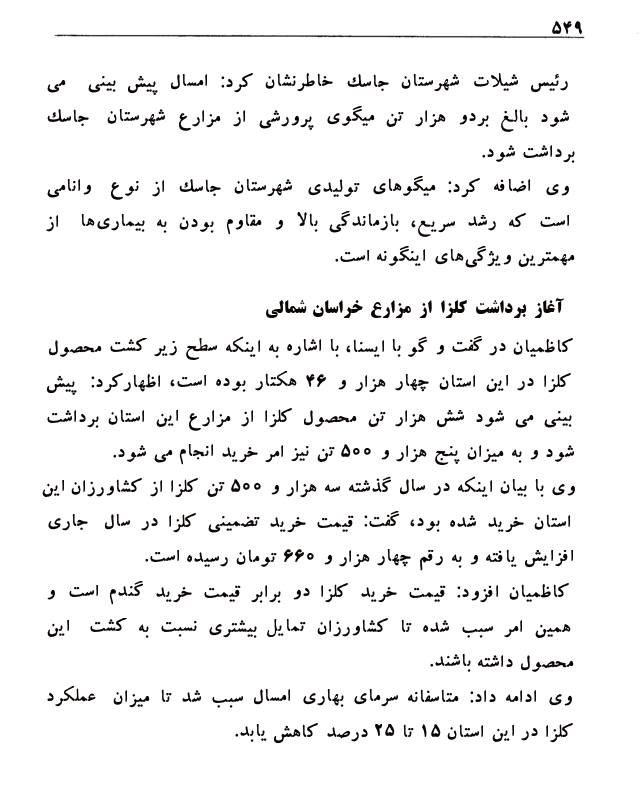 ۵۴۹
رئیس شیلات شهرستان جاسك خاطرنشان کرد: امسال پیش بینی می
شود بالغ بردو هزار تن میگوی پرورشی از مزارع شهرستان جاسك
برداشت شود.
وی اضافه کرد: میگوهای تولیدی شهرستان جاسك از نوع وانامی
است که رشد سریع، بازماندگی بالا و مقاوم بودن به بیماری‌ها از
مهمترین ویژگی‌های اینگونه است.
آغاز برداشت کلزا از مزارع خراسان شمالی
کاظمیان در گفت و گو با ایسنا، با اشاره به اینکه سطح زیر کشت محصول
کلزا در این استان چهار هزار و ۴۶ هکتار بوده است، اظهارکرد: پیش
بینی می شود شش هزار تن محصول کلزا از مزارع این استان برداشت
شود و به میزان پنج هزار و ۵۰۰ تن نیز امر خرید انجام می شود.
وی با بیان اینکه در سال گذشته سه هزار و ۵۰۰ تن کلزا از کشاورزان این
استان خرید شده بود، گفت: قیمت خرید تضمینی کلزا در سال جاری
افزایش یافته و به رقم چهار هزار و ۶۶۰ تومان رسیده است.
کاظمیان افزود: قیمت خرید کلزا دو برابر قیمت خرید گندم است و
همین امر سبب شده تا کشاورزان تمایل بیشتری نسبت به کشت این
محصول داشته باشند.
وی ادامه داد: متاسفانه سرمای بهاری امسال سبب شد تا میزان عملکرد
کلزا در این استان ۱۵ تا ۲۵ درصد کاهش یابد.